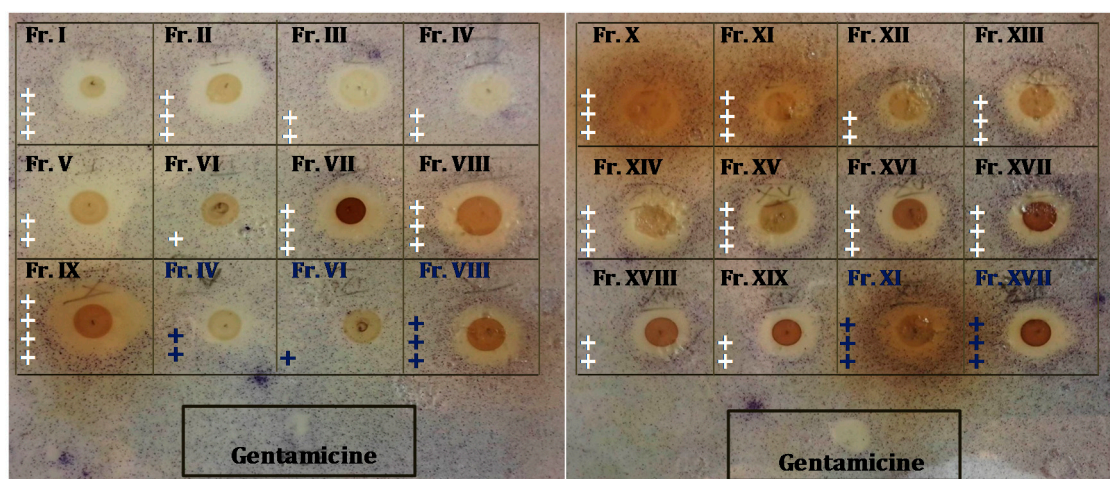 Fr. I
+
+
+
Fr. II
+
+
+
Fr. III
+
+
Fr. IV
+
+
Fr. V
+
+
Fr. VI
+
Fr. VII
+
+
+
Fr. VIII
+
+
+
Fr. IX
+
+
+
+
Fr. IV
+
+
Fr. VI
+
Fr. VIII
+
+
+
Gentamicine
Fr. X
+
+
+
Fr. XI
+
+
+
Fr. XII
+
+
Fr. XIII
+
+
+
Fr. XIV
+
+
+
Fr. XV
+
+
+
Fr. XVI
+
+
+
Fr. XVII
+
+
+
Fr. XVIII
+
+
Fr. XIX
+
+
Fr. XI
+
+
+
Fr. XVII
+
+
+
Gentamicine